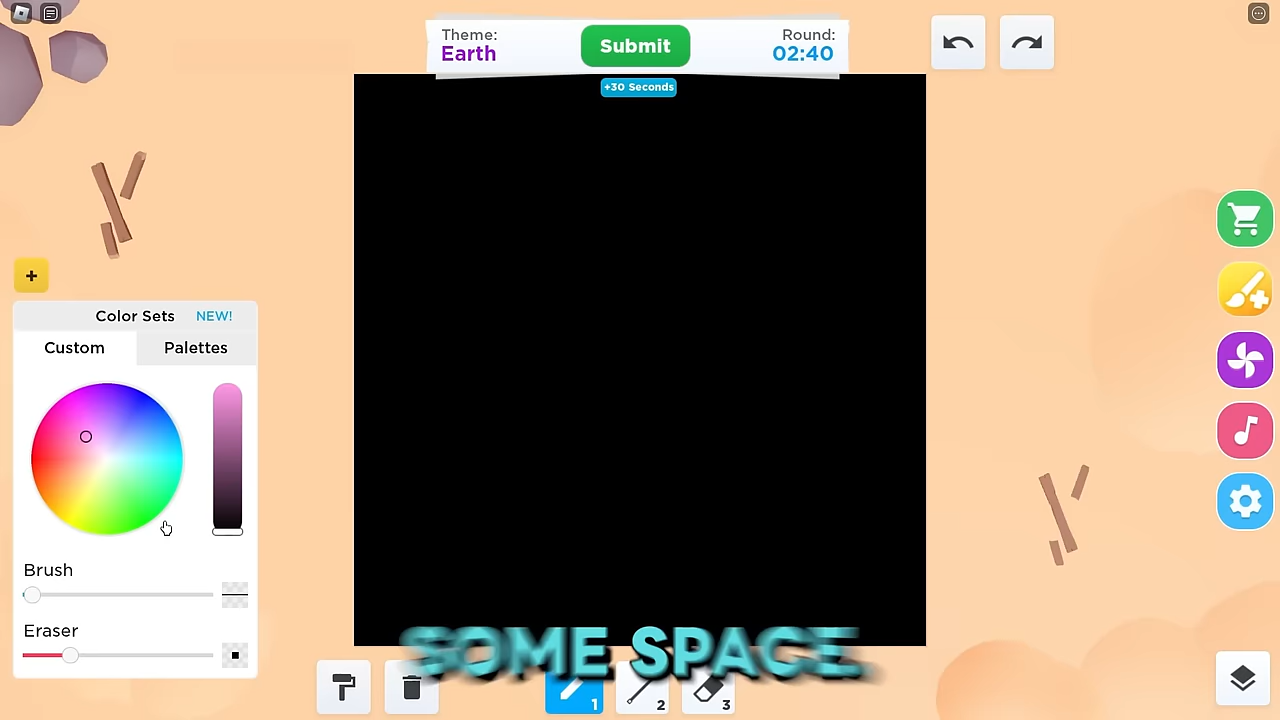 Theme:
Earth
Submit
Round:
02:40
+30 Seconds
+
Color Sets NEW!
Custom
Palettes
Brush
Eraser
SOME SPACE
1
2
3